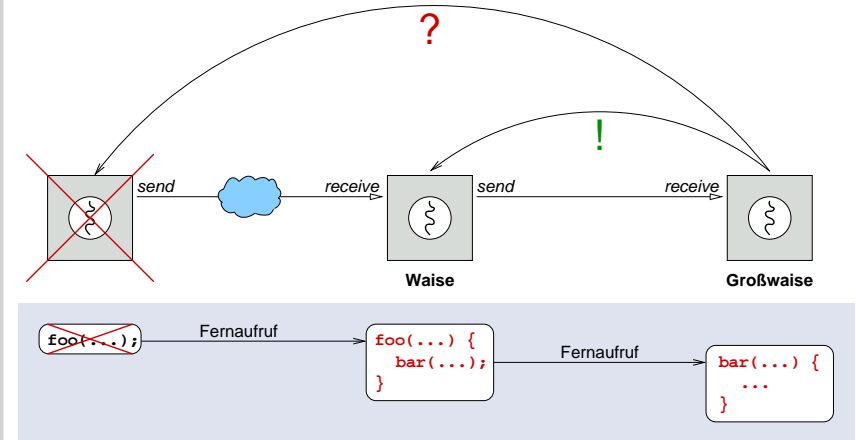 ?
!
send
receive
send
receive
Waise
Großwaise
foo(...);
Fernaufruf
foo(...) {
bar(...);
}
Fernaufruf
bar(...) {
...
}